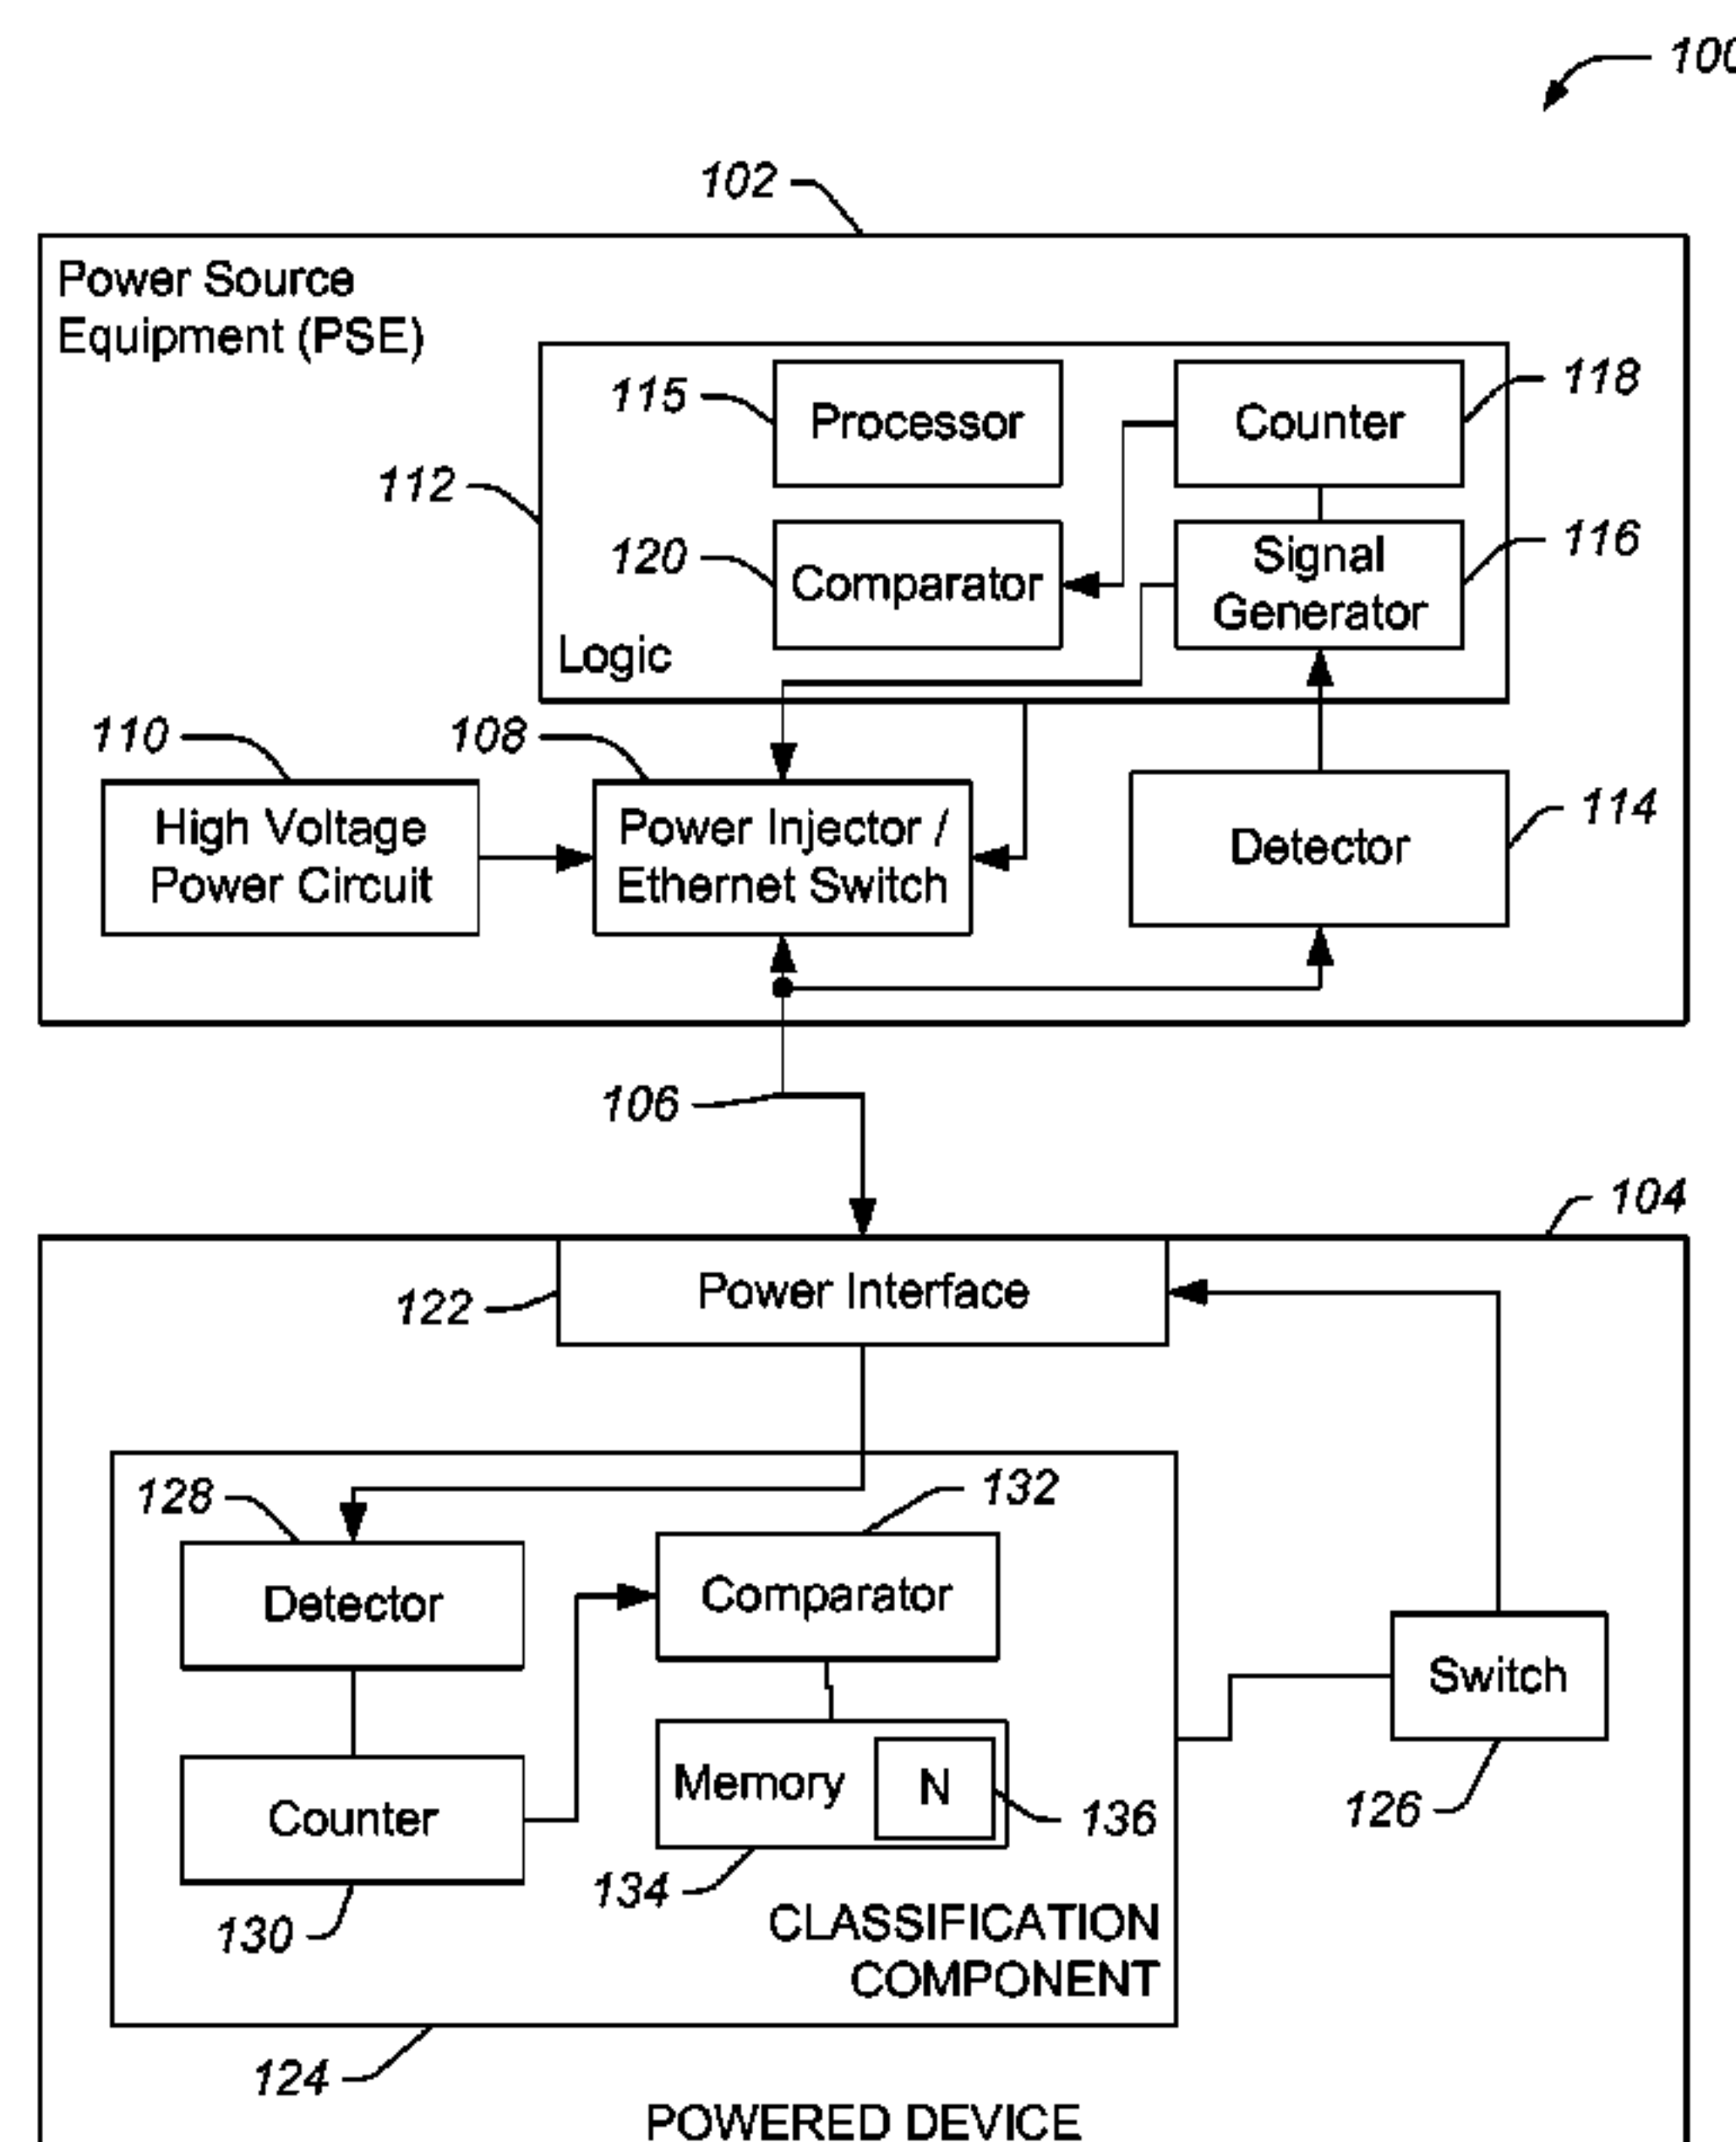 100
102
Power Source
Equipment (PSE)
115
Processor
Counter
118
112
120
Comparator
Signal
Generator
116
Logic
110
108
High Voltage
Power Circuit
Power Injector /
Ethernet Switch
Detector
114
106
104
122
Power Interface
128
132
Detector
Comparator
Switch
Memory
N
Counter
136
126
134
130
CLASSIFICATION
COMPONENT
124
POWERED DEVICE